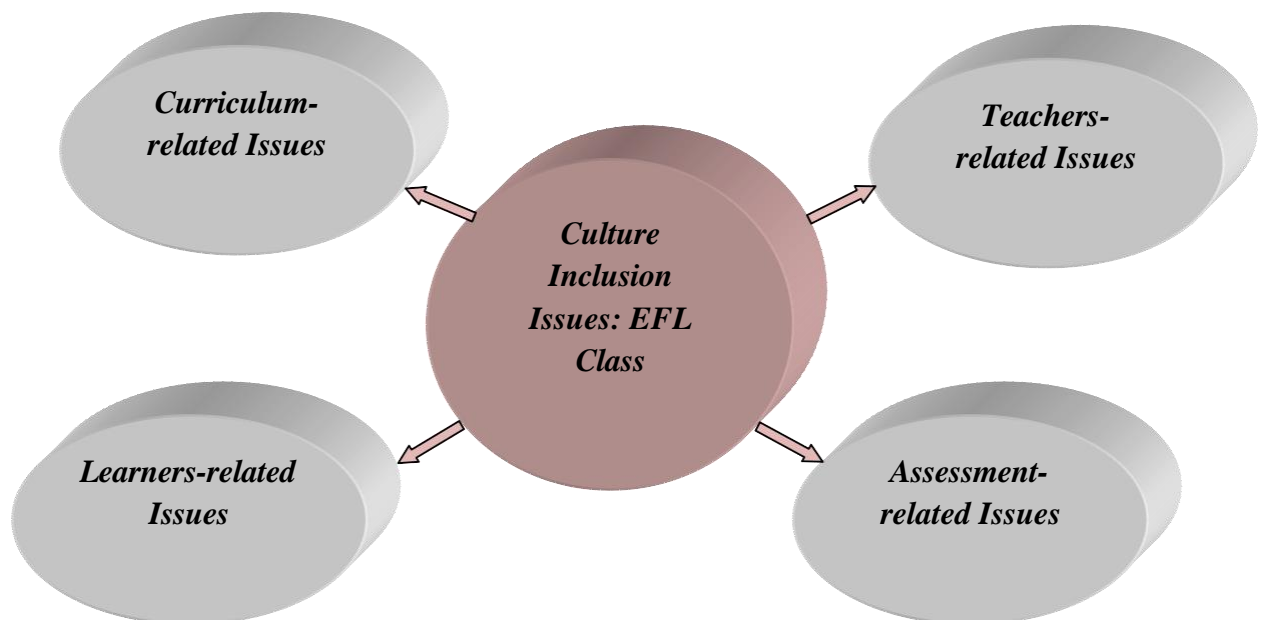 Curriculum-
related Issues
Teachers-
related Issues
Culture
Inclusion
Issues: EFL
Class
Learners-related
Issues
Assessment-
related Issues